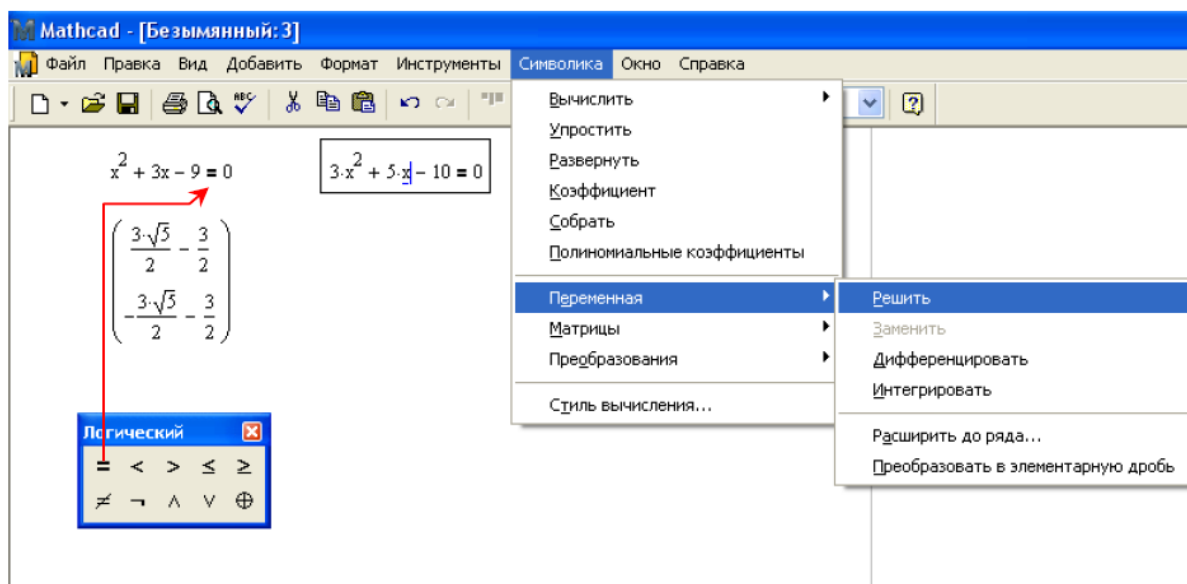 Mathcad - [Безымянный:3]
Файл Правка Вид Добавить Формат Инструменты Символика Окно Справка
x² + 3x − 9 = 0
3·x² + 5·x − 10 = 0
3·√5/2 − 3/2
−3·√5/2 − 3/2
Вычислить
Упростить
Развернуть
Коэффициент
Собрать
Полиномиальные коэффициенты
Переменная
Матрицы
Преобразования
Стиль вычисления...
Решить
Заменить
Дифференцировать
Интегрировать
Расширить до ряда...
Преобразовать в элементарную дробь
Логический
= < > ≤ ≥
≠ ¬ ∧ ∨ ⊕